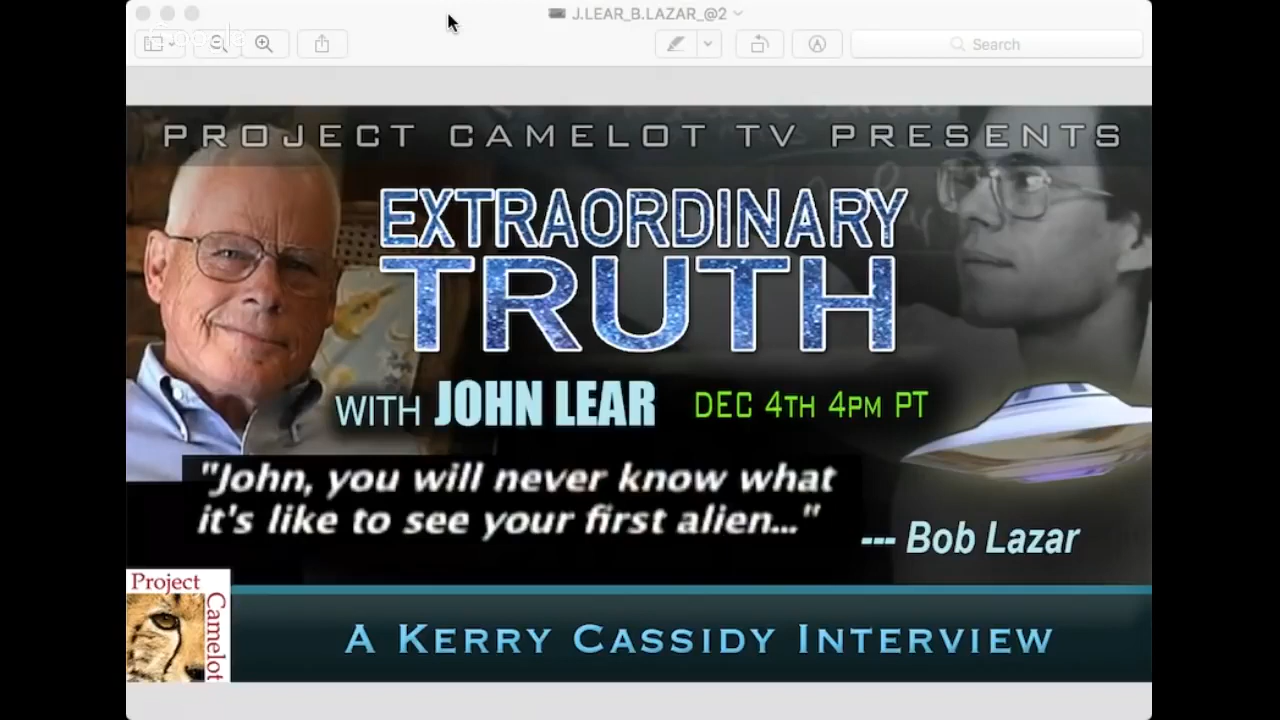 J.LEAR_B.LAZAR_@2
Search
PROJECT CAMELOT TV PRESENTS
EXTRAORDINARY
TRUTH
WITH JOHN LEAR DEC 4TH 4PM PT
"John, you will never know what
it's like to see your first alien..."
--- Bob Lazar
Project
Camelot
A KERRY CASSIDY INTERVIEW